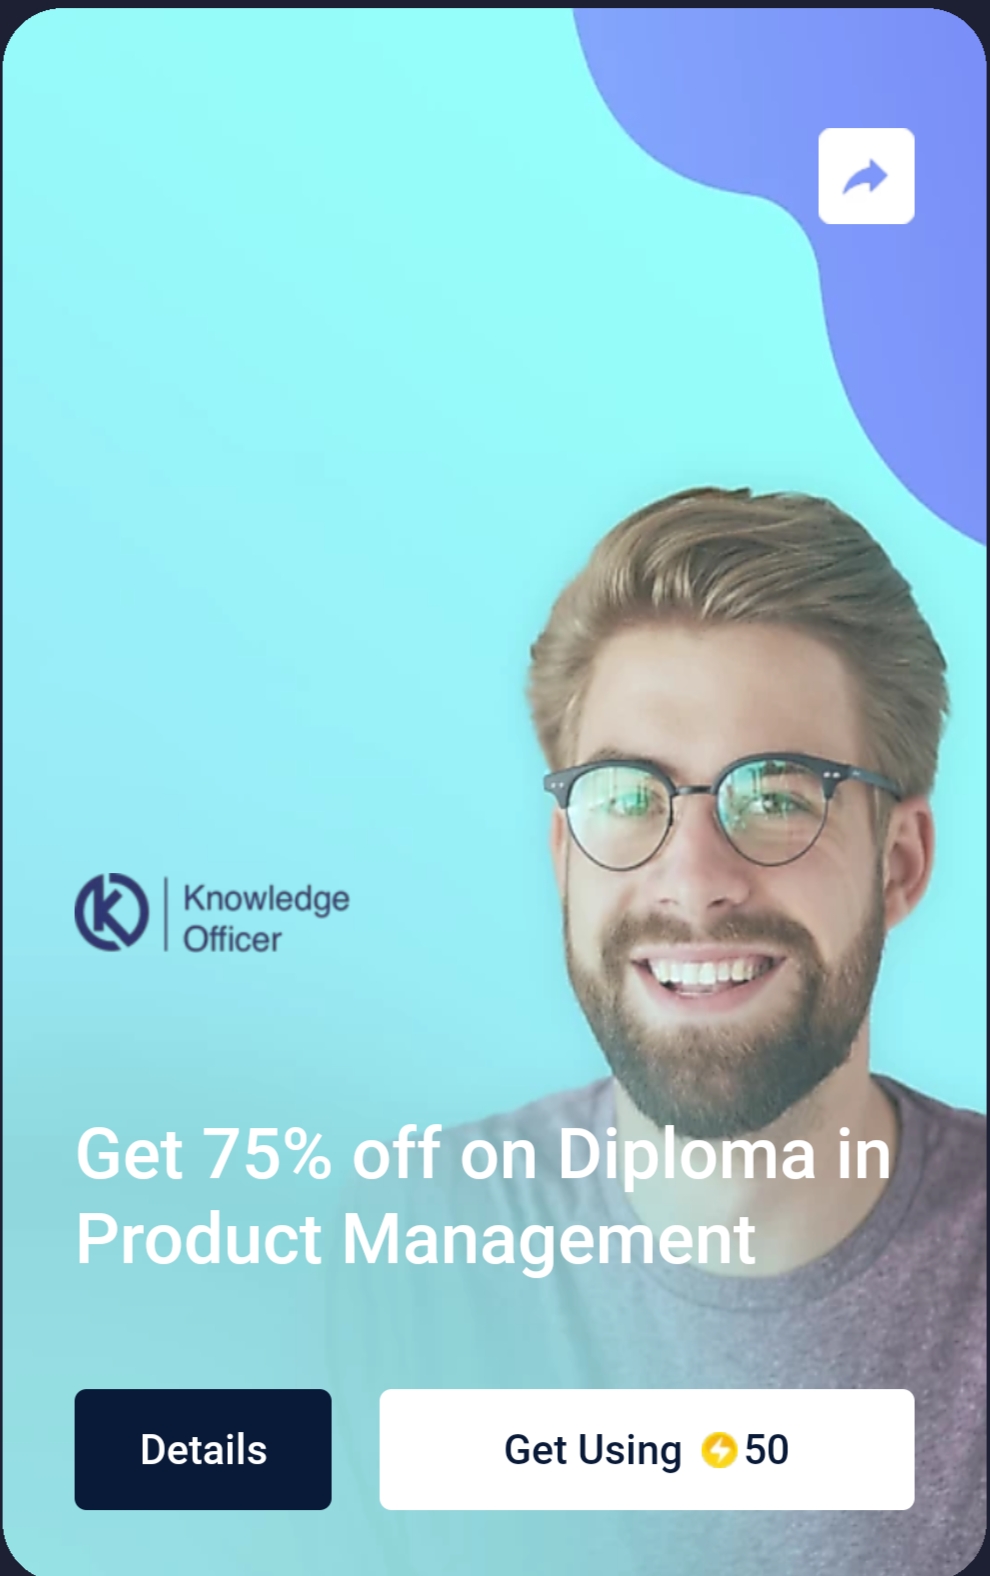 Knowledge
Officer
Get 75% off on Diploma in
Product Management
Details
Get Using 50